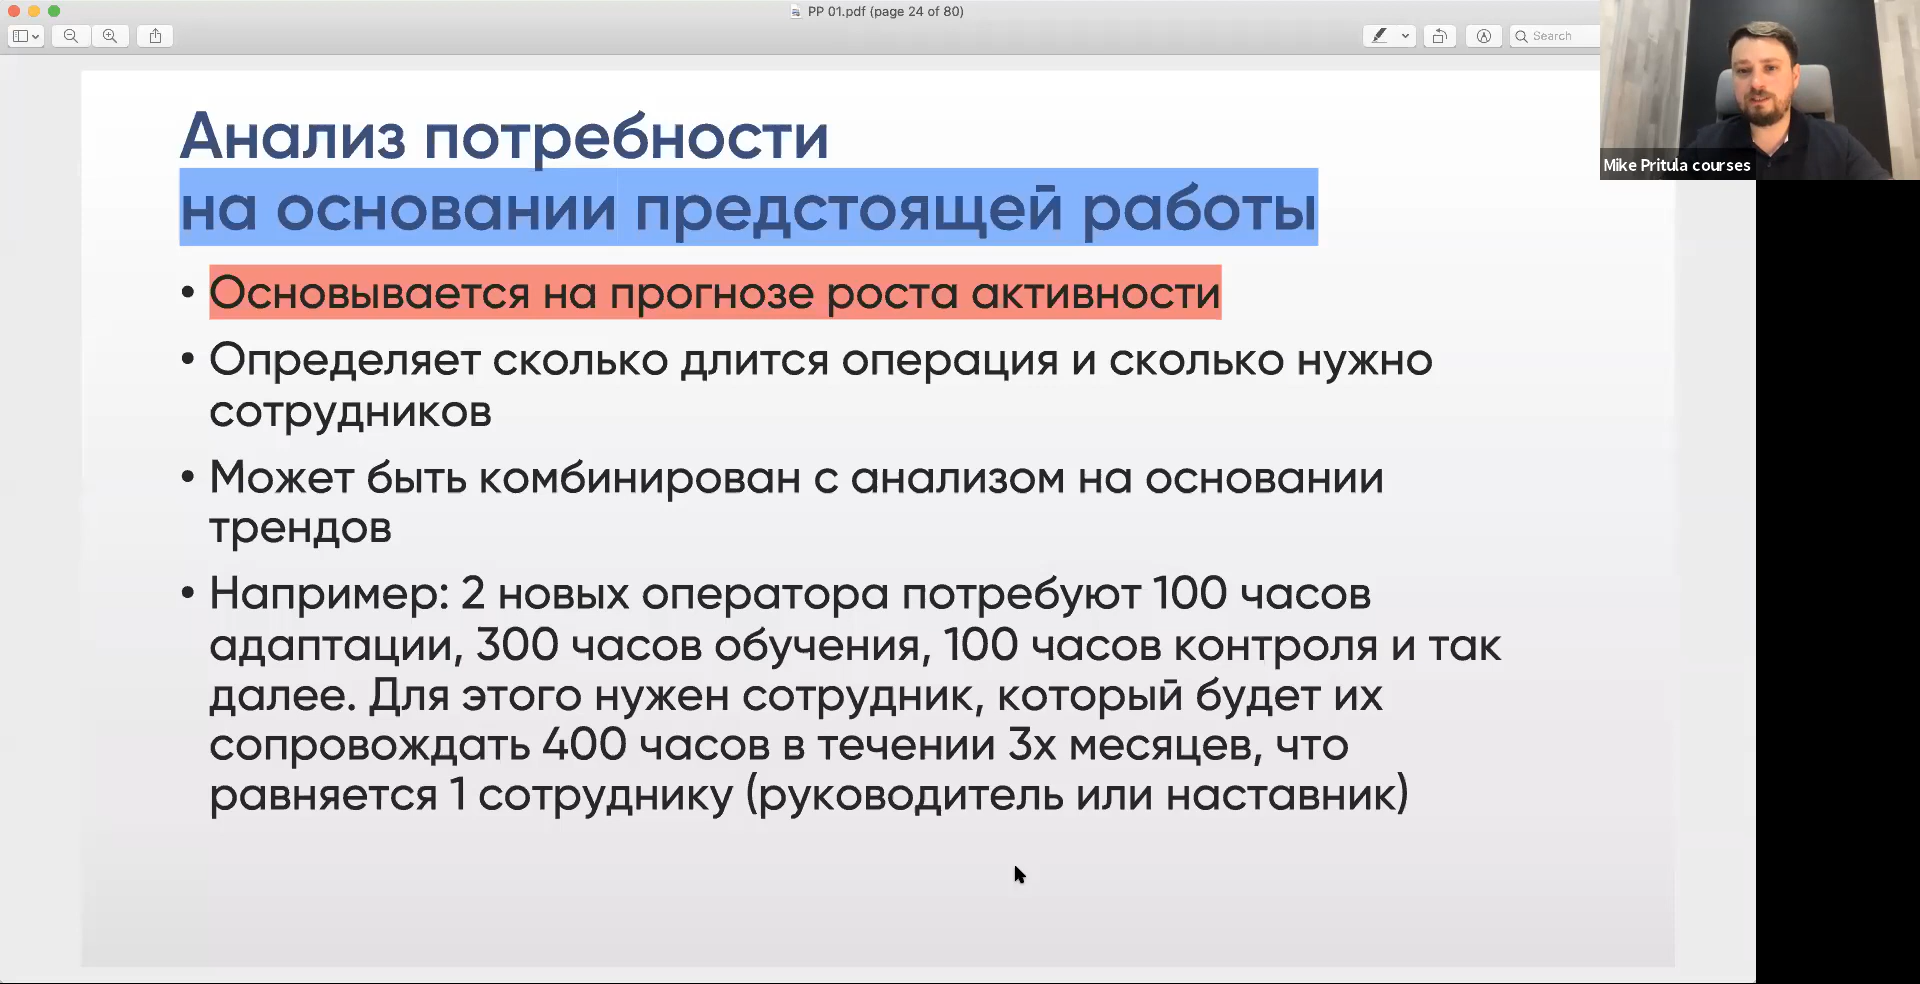 PP 01.pdf (page 24 of 80)
Search
Mike Pritula courses
Анализ потребности
на основании предстоящей работы
• Основывается на прогнозе роста активности
• Определяет сколько длится операция и сколько нужно
сотрудников
• Может быть комбинирован с анализом на основании
трендов
• Например: 2 новых оператора потребуют 100 часов
адаптации, 300 часов обучения, 100 часов контроля и так
далее. Для этого нужен сотрудник, который будет их
сопровождать 400 часов в течении 3х месяцев, что
равняется 1 сотруднику (руководитель или наставник)